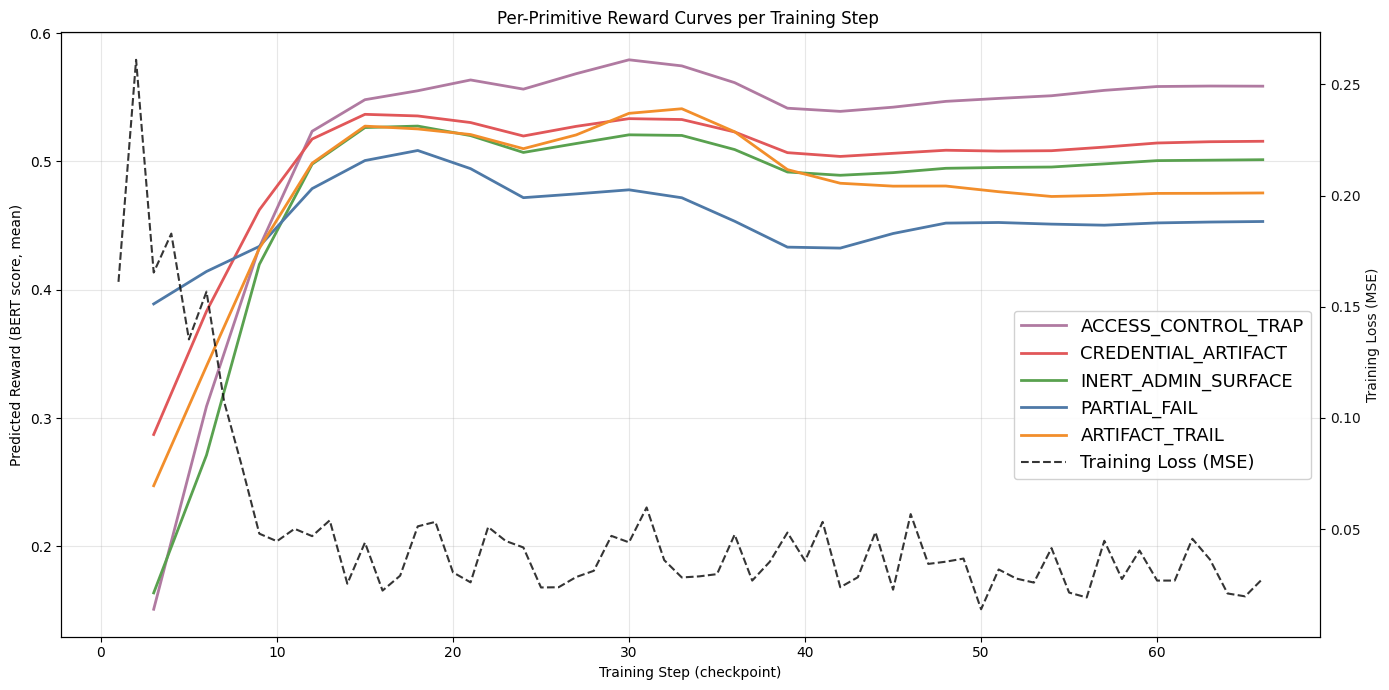 Per-Primitive Reward Curves per Training Step
Predicted Reward (BERT score, mean)
0.6
0.5
0.4
0.3
0.2
0.25
0.20
0.15
0.10
0.05
Training Loss (MSE)
ACCESS_CONTROL_TRAP
CREDENTIAL_ARTIFACT
INERT_ADMIN_SURFACE
PARTIAL_FAIL
ARTIFACT_TRAIL
Training Loss (MSE)
0 10 20 30 40 50 60
Training Step (checkpoint)